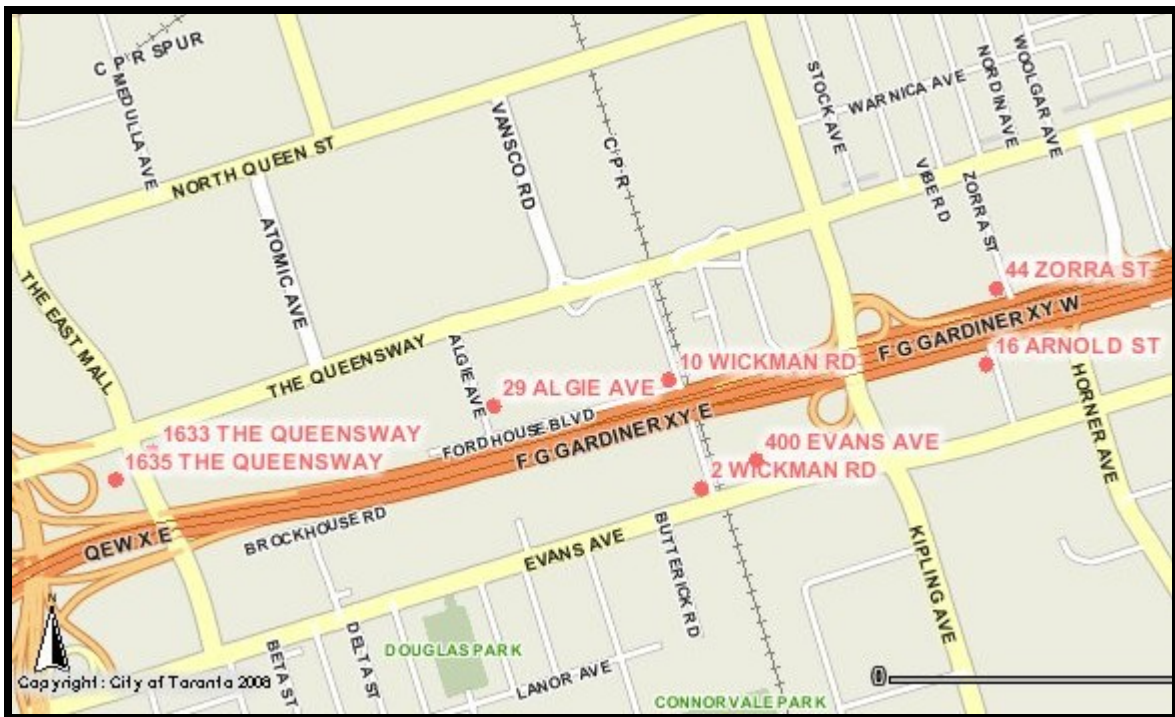 C P R SPUR
MEDULLA AVE
NORTH QUEEN ST
ATOMIC AVE
VANSCO RD
C P R
STOCK AVE
WARNICA AVE
NORDIN AVE
WOOLGAR AVE
VIBE RD
ZORRA ST
THE EAST MALL
THE QUEENSWAY
ALGIE AVE
44 ZORRA ST
F G GARDINER XY W
16 ARNOLD ST
10 WICKMAN RD
29 ALGIE AVE
FORDHOUSE BLVD
F G GARDINER XY E
HORNER AVE
1633 THE QUEENSWAY
1635 THE QUEENSWAY
400 EVANS AVE
2 WICKMAN RD
QEW X E
BROCKHOUSE RD
EVANS AVE
BUTTERICK RD
KIPLING AVE
N
DOUGLAS PARK
BETA ST
DELTA ST
LANOR AVE
CONNORVALE PARK
0
Copyright : City of Toronto 2008